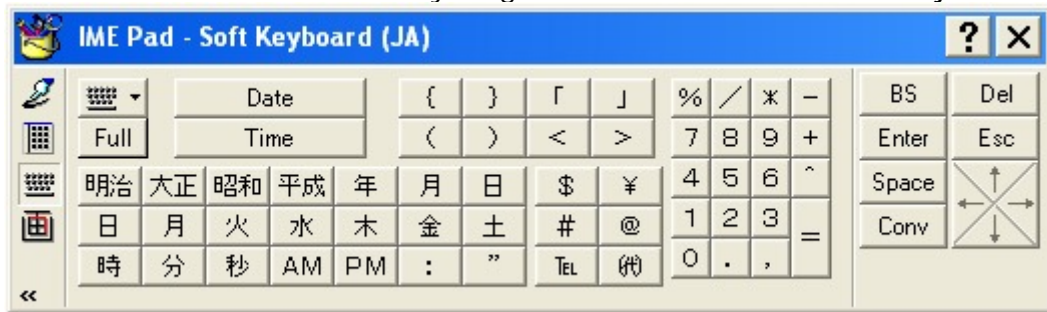 IME Pad - Soft Keyboard (JA) ? ×
Date { } 「 」 % / * - BS Del
Full Time ( ) < > 7 8 9 + Enter Esc
明治 大正 昭和 平成 年 月 日 $ ¥ 4 5 6 ^ Space
日 月 火 水 木 金 土 # @ 1 2 3 = Conv
時 分 秒 AM PM : ” ℡ ㈹ 0 . ,
«